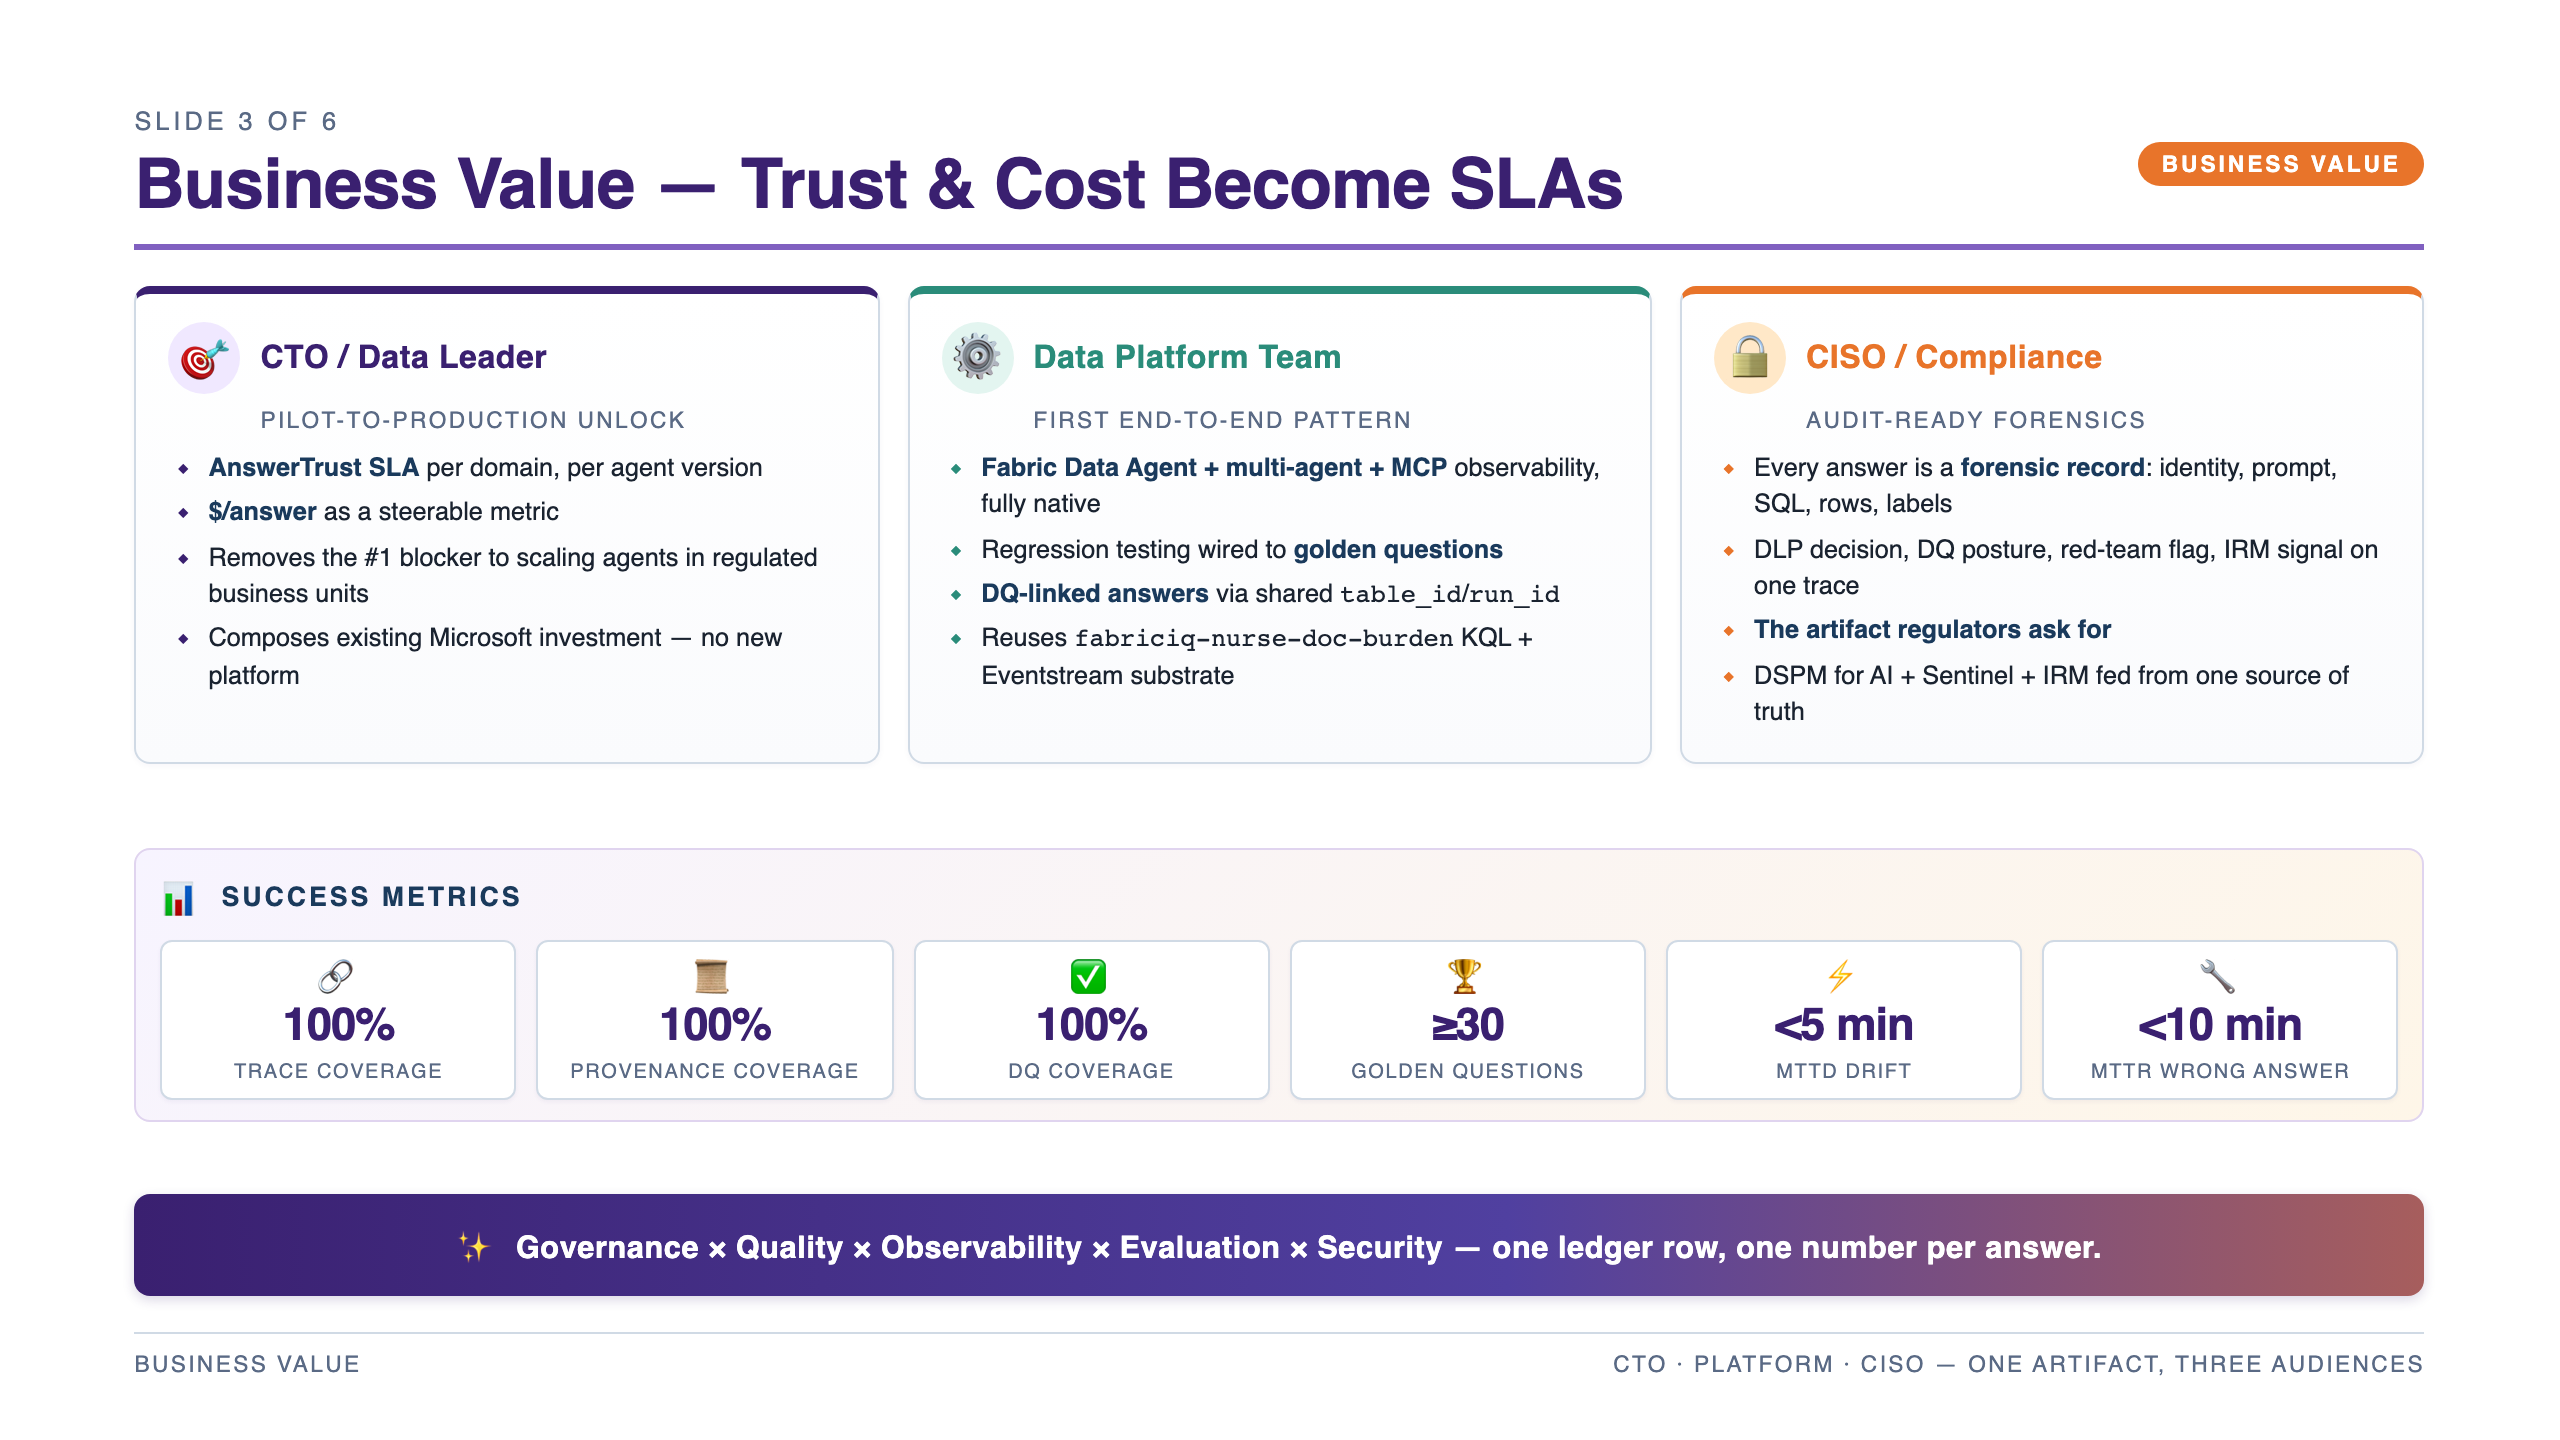 SLIDE 3 OF 6
Business Value — Trust & Cost Become SLAs
BUSINESS VALUE
CTO / Data Leader
PILOT-TO-PRODUCTION UNLOCK
AnswerTrust SLA per domain, per agent version
$/answer as a steerable metric
Removes the #1 blocker to scaling agents in regulated
business units
Composes existing Microsoft investment — no new
platform
Data Platform Team
FIRST END-TO-END PATTERN
Fabric Data Agent + multi-agent + MCP observability,
fully native
Regression testing wired to golden questions
DQ-linked answers via shared table_id/run_id
Reuses fabriciq-nurse-doc-burden KQL +
Eventstream substrate
CISO / Compliance
AUDIT-READY FORENSICS
Every answer is a forensic record: identity, prompt,
SQL, rows, labels
DLP decision, DQ posture, red-team flag, IRM signal on
one trace
The artifact regulators ask for
DSPM for AI + Sentinel + IRM fed from one source of
truth
SUCCESS METRICS
100%
TRACE COVERAGE
100%
PROVENANCE COVERAGE
100%
DQ COVERAGE
≥30
GOLDEN QUESTIONS
<5 min
MTTD DRIFT
<10 min
MTTR WRONG ANSWER
Governance × Quality × Observability × Evaluation × Security — one ledger row, one number per answer.
BUSINESS VALUE
CTO · PLATFORM · CISO — ONE ARTIFACT, THREE AUDIENCES